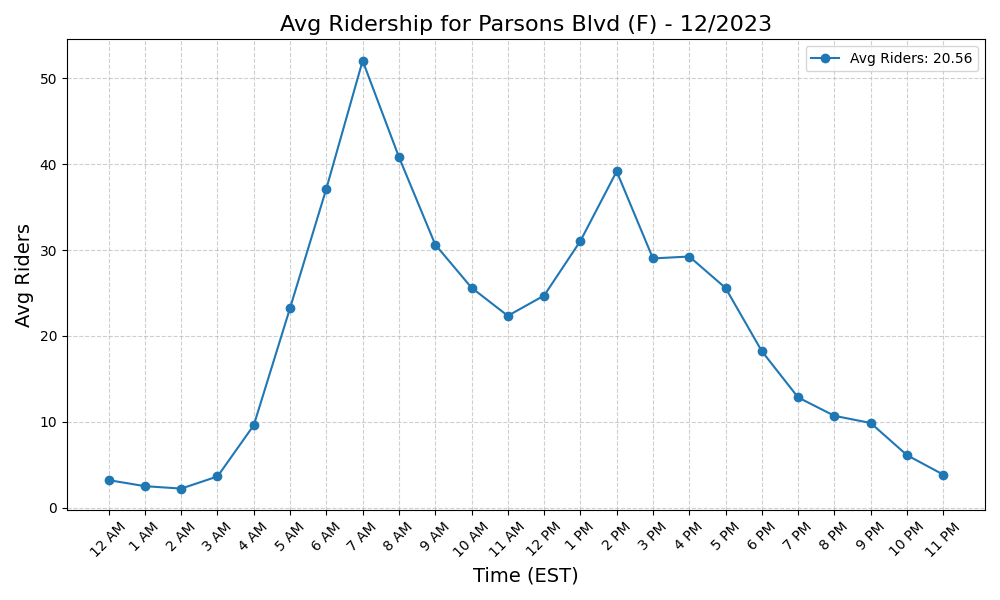 Avg Ridership for Parsons Blvd (F) - 12/2023
Avg Riders: 20.56
Avg Riders
50
40
30
20
10
0
12 AM
1 AM
2 AM
3 AM
4 AM
5 AM
6 AM
7 AM
8 AM
9 AM
10 AM
11 AM
12 PM
1 PM
2 PM
3 PM
4 PM
5 PM
6 PM
7 PM
8 PM
9 PM
10 PM
11 PM
Time (EST)